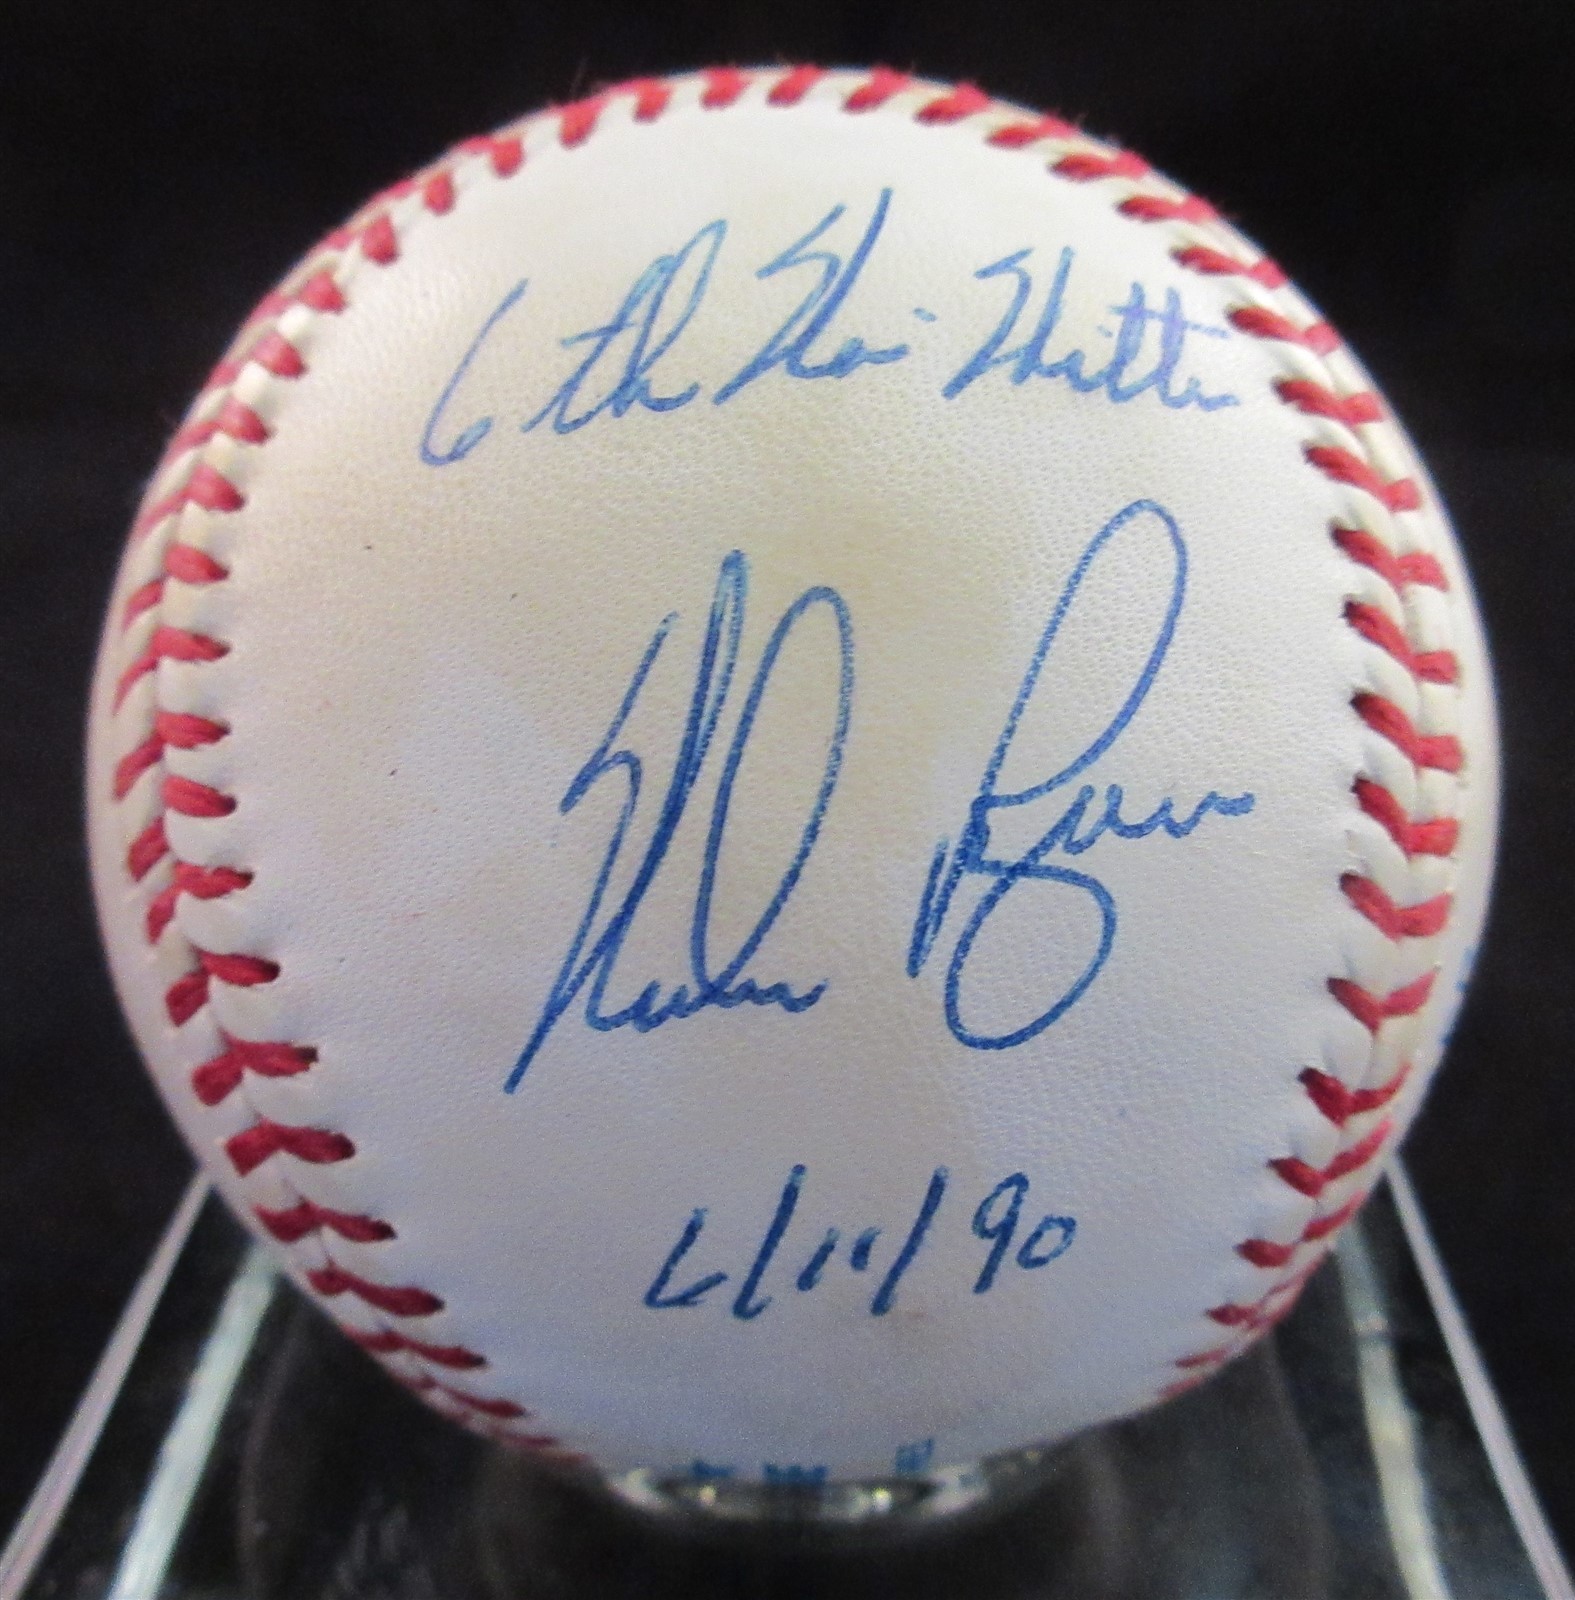 6th No-Hitter
Nolan Ryan
6/11/90